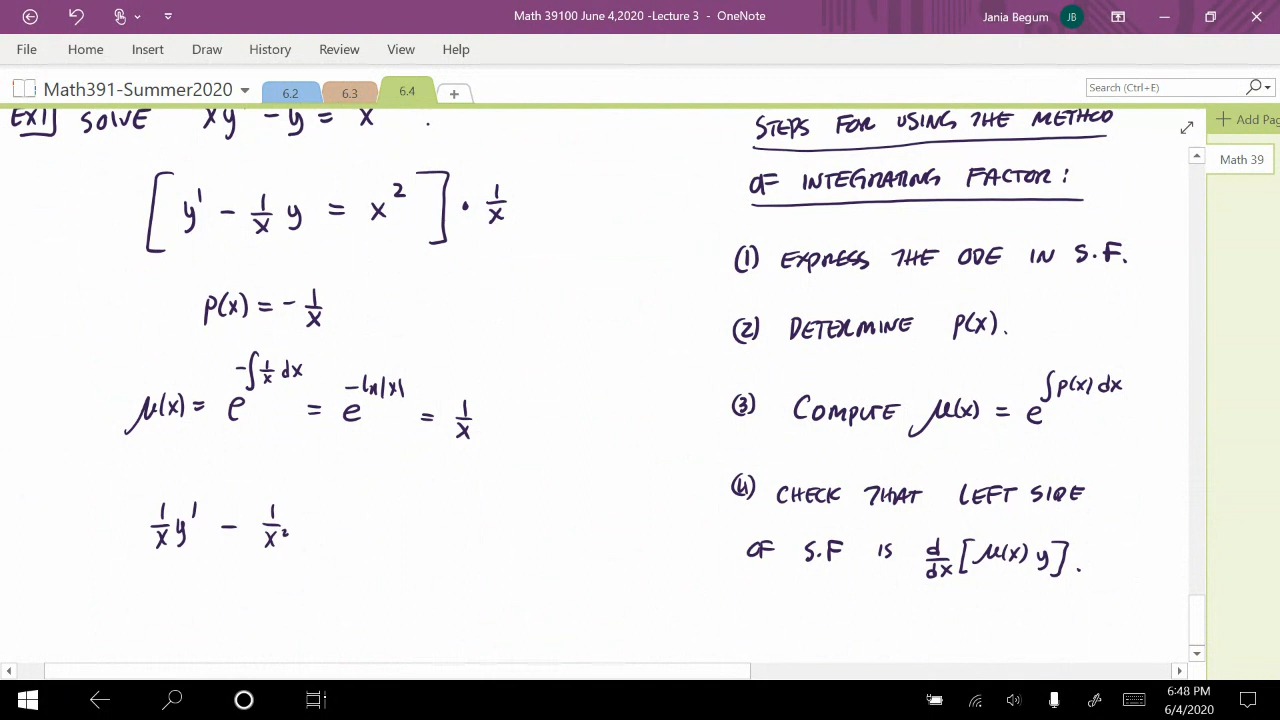 Math 39100 June 4,2020 -Lecture 3 - OneNote
Jania Begum JB
File Home Insert Draw History Review View Help
Math391-Summer2020 6.2 6.3 6.4
Search (Ctrl+E)
Add Pag
Math 39
EX1] SOLVE xy' - y = x .
[ y' - 1/x y = x² ] · 1/x
p(x) = - 1/x
μ(x) = e^(-∫ 1/x dx) = e^(-ln|x|) = 1/x
1/x y' - 1/x²
STEPS FOR USING THE METHOD
OF INTEGRATING FACTOR:
(1) EXPRESS THE ODE IN S.F.
(2) DETERMINE p(x).
(3) COMPUTE μ(x) = e^(∫p(x) dx)
(4) CHECK THAT LEFT SIDE
OF S.F IS d/dx [μ(x) y].
6:48 PM
6/4/2020